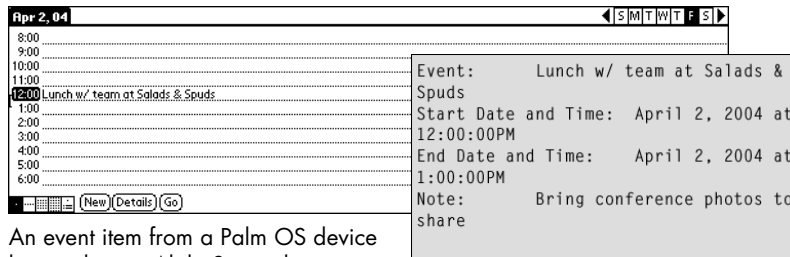 Apr 2, 04
S M T W T F S
8:00
9:00
10:00
11:00
12:00 Lunch w/ team at Salads & Spuds
1:00
2:00
3:00
4:00
5:00
6:00
New Details Go
Event: Lunch w/ team at Salads &
Spuds
Start Date and Time: April 2, 2004 at
12:00:00PM
End Date and Time: April 2, 2004 at
1:00:00PM
Note: Bring conference photos to
share
An event item from a Palm OS device